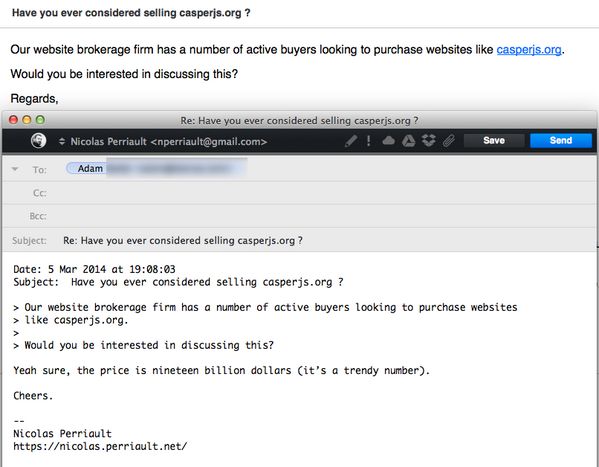 Have you ever considered selling casperjs.org ?
Our website brokerage firm has a number of active buyers looking to purchase websites like casperjs.org.
Would you be interested in discussing this?
Regards,
Re: Have you ever considered selling casperjs.org ?
Nicolas Perriault <nperriault@gmail.com>
Save
Send
To: Adam
Cc:
Bcc:
Subject: Re: Have you ever considered selling casperjs.org ?
Date: 5 Mar 2014 at 19:08:03
Subject:  Have you ever considered selling casperjs.org ?
> Our website brokerage firm has a number of active buyers looking to purchase websites
> like casperjs.org.
>
> Would you be interested in discussing this?
Yeah sure, the price is nineteen billion dollars (it’s a trendy number).
Cheers.
--
Nicolas Perriault
https://nicolas.perriault.net/